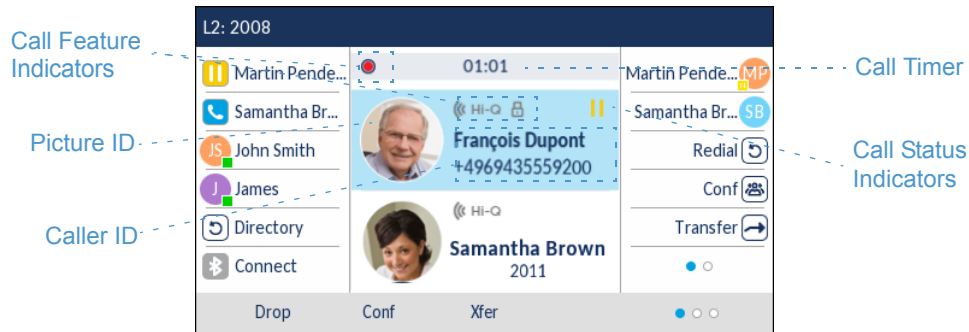 L2: 2008
Call Feature
Indicators
Picture ID
Caller ID
Martin Pende...
Samantha Br...
John Smith
JS
James
J
Directory
Connect
01:01
Hi-Q
François Dupont
+4969435559200
Hi-Q
Samantha Brown
2011
Martin Pende...
MP
Samantha Br...
SB
Redial
Conf
Transfer
Call Timer
Call Status
Indicators
Drop
Conf
Xfer